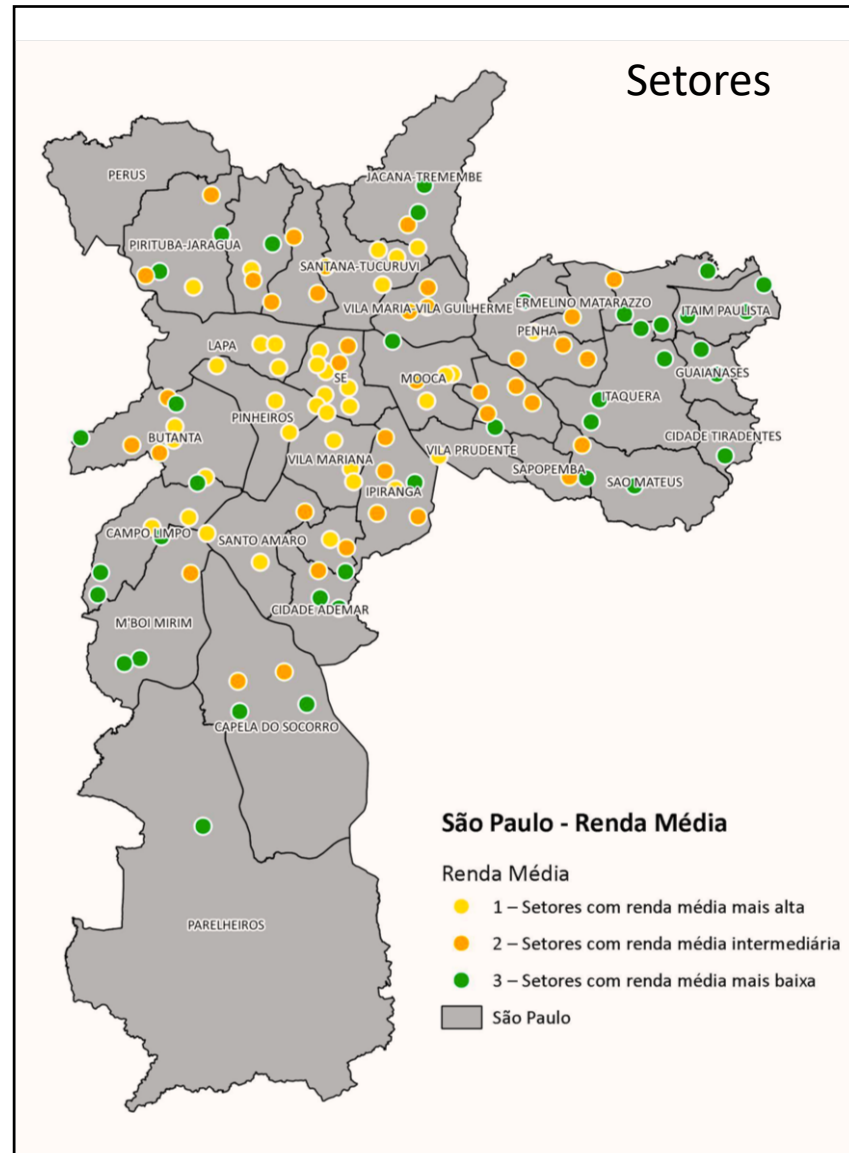 Setores
PERUS
JACANA-TREMEMBE
PIRITUBA-JARAGUA
SANTANA-TUCURUVI
VILA MARIA-VILA GUILHERME
ERMELINO MATARAZZO
ITAIM PAULISTA
PENHA
LAPA
SE
MOOCA
GUAIANASES
ITAQUERA
PINHEIROS
BUTANTA
CIDADE TIRADENTES
VILA MARIANA
VILA PRUDENTE
SAPOPEMBA
SAO MATEUS
IPIRANGA
CAMPO LIMPO
SANTO AMARO
CIDADE ADEMAR
M'BOI MIRIM
CAPELA DO SOCORRO
PARELHEIROS
São Paulo - Renda Média
Renda Média
1 – Setores com renda média mais alta
2 – Setores com renda média intermediária
3 – Setores com renda média mais baixa
São Paulo